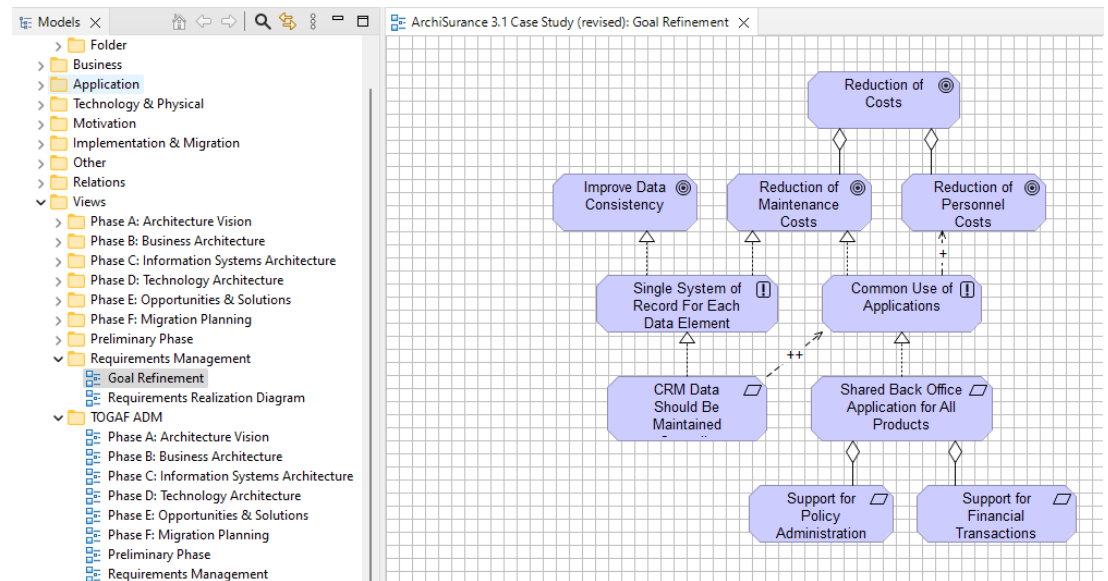 Models
ArchiSurance 3.1 Case Study (revised): Goal Refinement
Folder
Business
Application
Technology & Physical
Motivation
Implementation & Migration
Other
Relations
Views
Phase A: Architecture Vision
Phase B: Business Architecture
Phase C: Information Systems Architecture
Phase D: Technology Architecture
Phase E: Opportunities & Solutions
Phase F: Migration Planning
Preliminary Phase
Requirements Management
Goal Refinement
Requirements Realization Diagram
TOGAF ADM
Phase A: Architecture Vision
Phase B: Business Architecture
Phase C: Information Systems Architecture
Phase D: Technology Architecture
Phase E: Opportunities & Solutions
Phase F: Migration Planning
Preliminary Phase
Requirements Management
Reduction of
Costs
Improve Data
Consistency
Reduction of
Maintenance
Costs
Reduction of
Personnel
Costs
+
Single System of
Record For Each
Data Element
Common Use of
Applications
++
CRM Data
Should Be
Maintained
Shared Back Office
Application for All
Products
Support for
Policy
Administration
Support for
Financial
Transactions